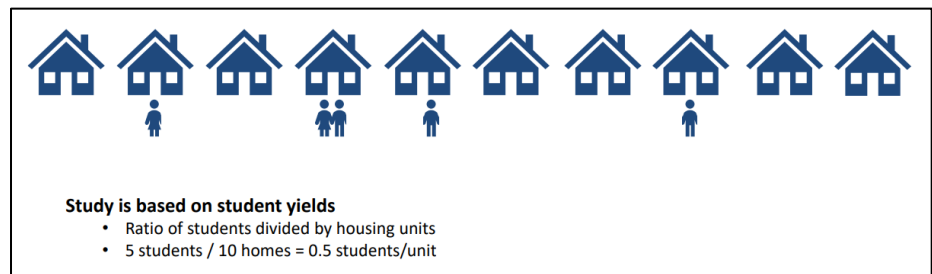 Study is based on student yields
• Ratio of students divided by housing units
• 5 students / 10 homes = 0.5 students/unit